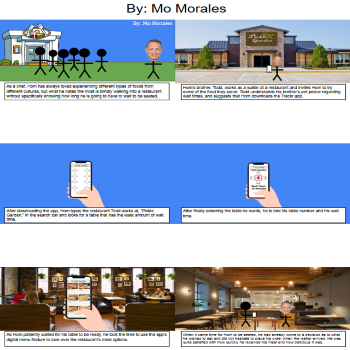 By: Mo Morales
By: Mo Morales
As a chef, Horn has always loved experiencing different types of foods from
different cultures, but what he hates the most is blindly walking into a restaurant
without specifically knowing how long he is going to have to wait to be seated.
Horn's brother, Todd, works as a waiter at a restaurant and invites Horn to try
some of the food they serve. Todd understands his brother's pet peeve regarding
wait times, and suggests that Horn downloads the Trackr app.
After downloading the app, Horn types the restaurant Todd works at, "Pickle
Garden," in the search bar and looks for a table that has the least amount of wait
time.
After finally selecting the table he wants, he is told his table number and his wait
time.
As Horn patiently waited for his table to be ready, he took the time to use the app's
digital menu feature to look over the restaurant's meal options.
When it came time for Horn to be seated, he had already come to a decision as to what
he wanted to eat and did not hesitate to place his order when the waiter arrived. He was
quite satisfied with how quickly he received his meal and how delicious it was.